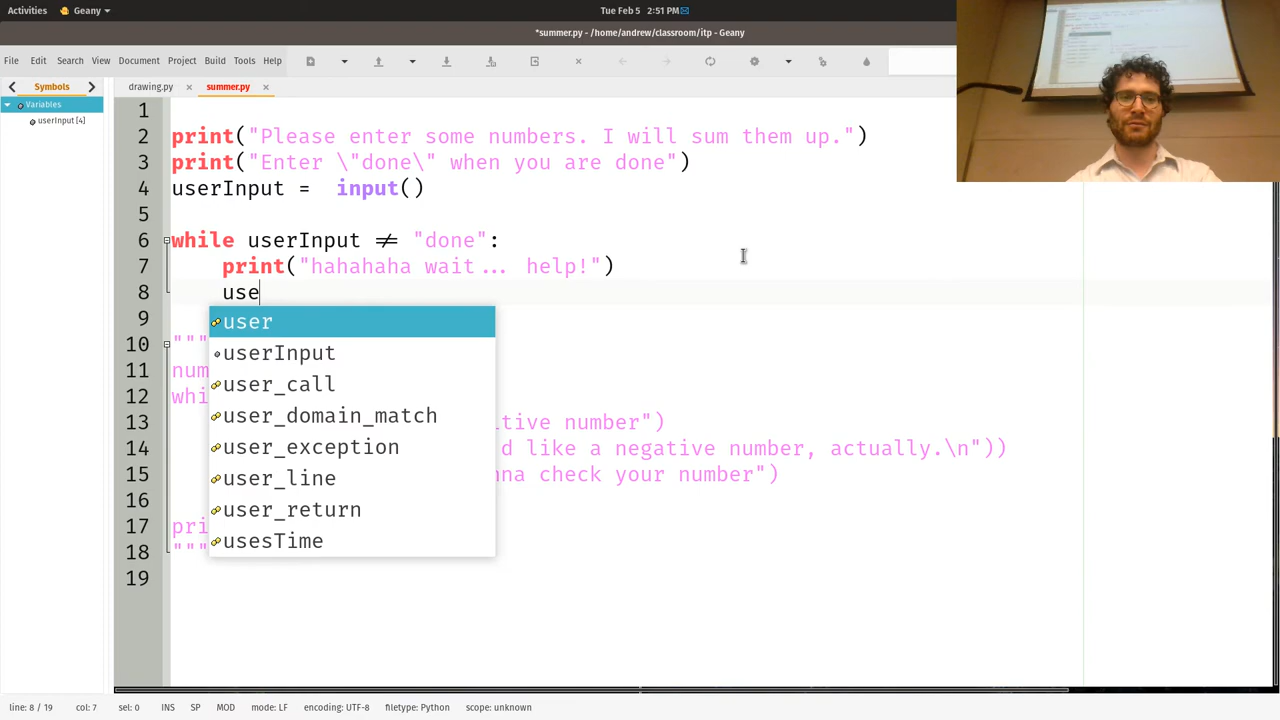 Activities Geany Tue Feb 5 2:51 PM
*summer.py - /home/andrew/classroom/itp - Geany
File Edit Search View Document Project Build Tools Help
Symbols drawing.py summer.py
Variables
userInput [4]
1
2 print("Please enter some numbers. I will sum them up.")
3 print("Enter \"done\" when you are done")
4 userInput = input()
5
6 while userInput ≠ "done":
7 print("hahahaha wait... help!")
8 use
9 user
10 """
userInput
11 num
user_call
12 whi
user_domain_match
13 itive number")
user_exception
14 d like a negative number, actually.\n"))
user_line
15 nna check your number")
16 user_return
17 pri
usesTime
18 """
19
line: 8 / 19 col: 7 sel: 0 INS SP MOD mode: LF encoding: UTF-8 filetype: Python scope: unknown